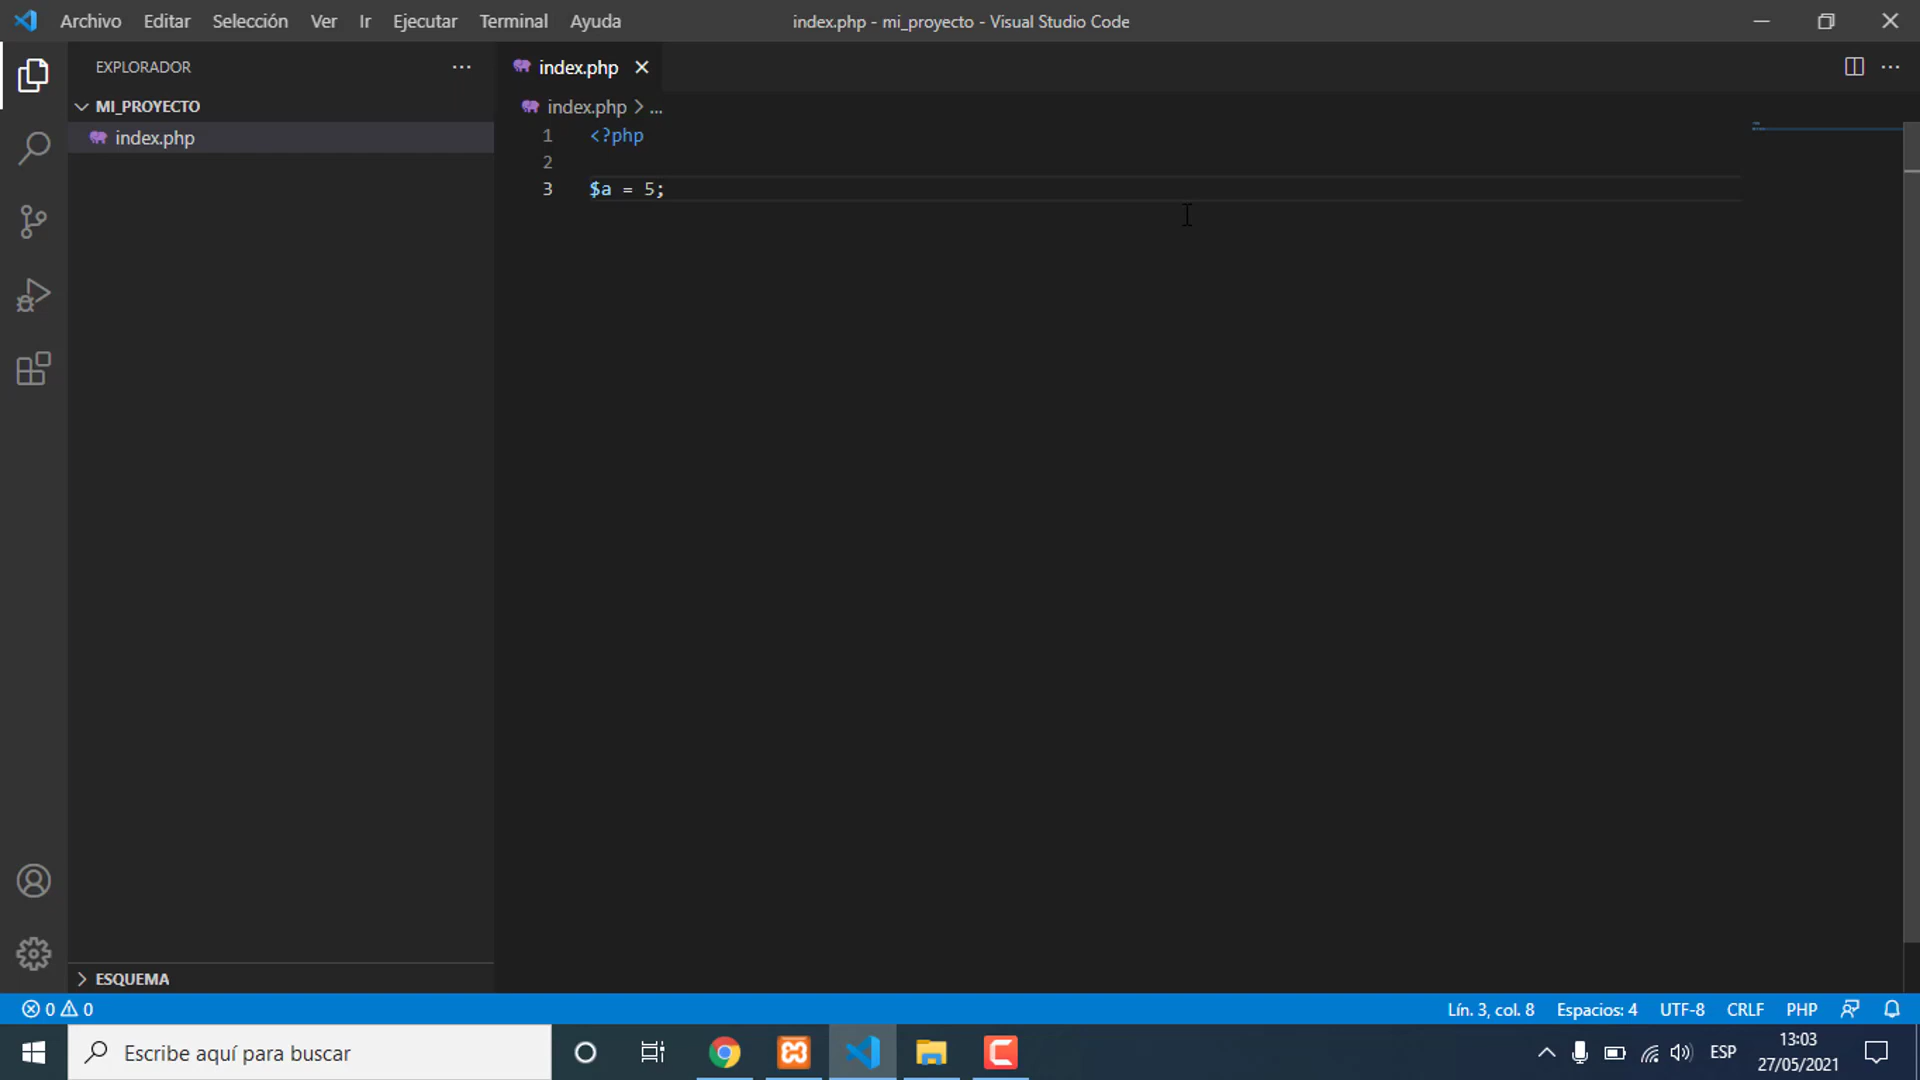 Archivo Editar Selección Ver Ir Ejecutar Terminal Ayuda index.php - mi_proyecto - Visual Studio Code
EXPLORADOR
index.php
MI_PROYECTO
index.php
index.php > ...
1 <?php
2
3 $a = 5;
ESQUEMA
0 0 Lín. 3, col. 8 Espacios: 4 UTF-8 CRLF PHP
Escribe aquí para buscar
ESP
13:03
27/05/2021